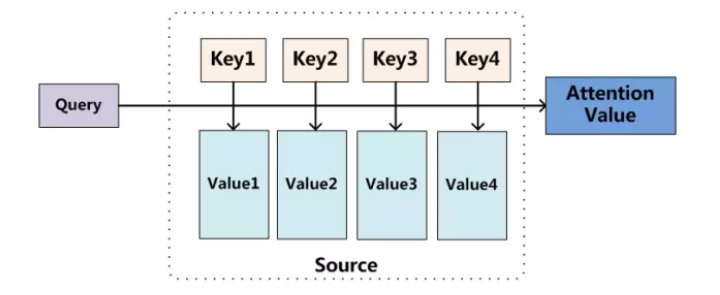 Key1 Key2 Key3 Key4
Query
Attention
Value
Value1 Value2 Value3 Value4
Source